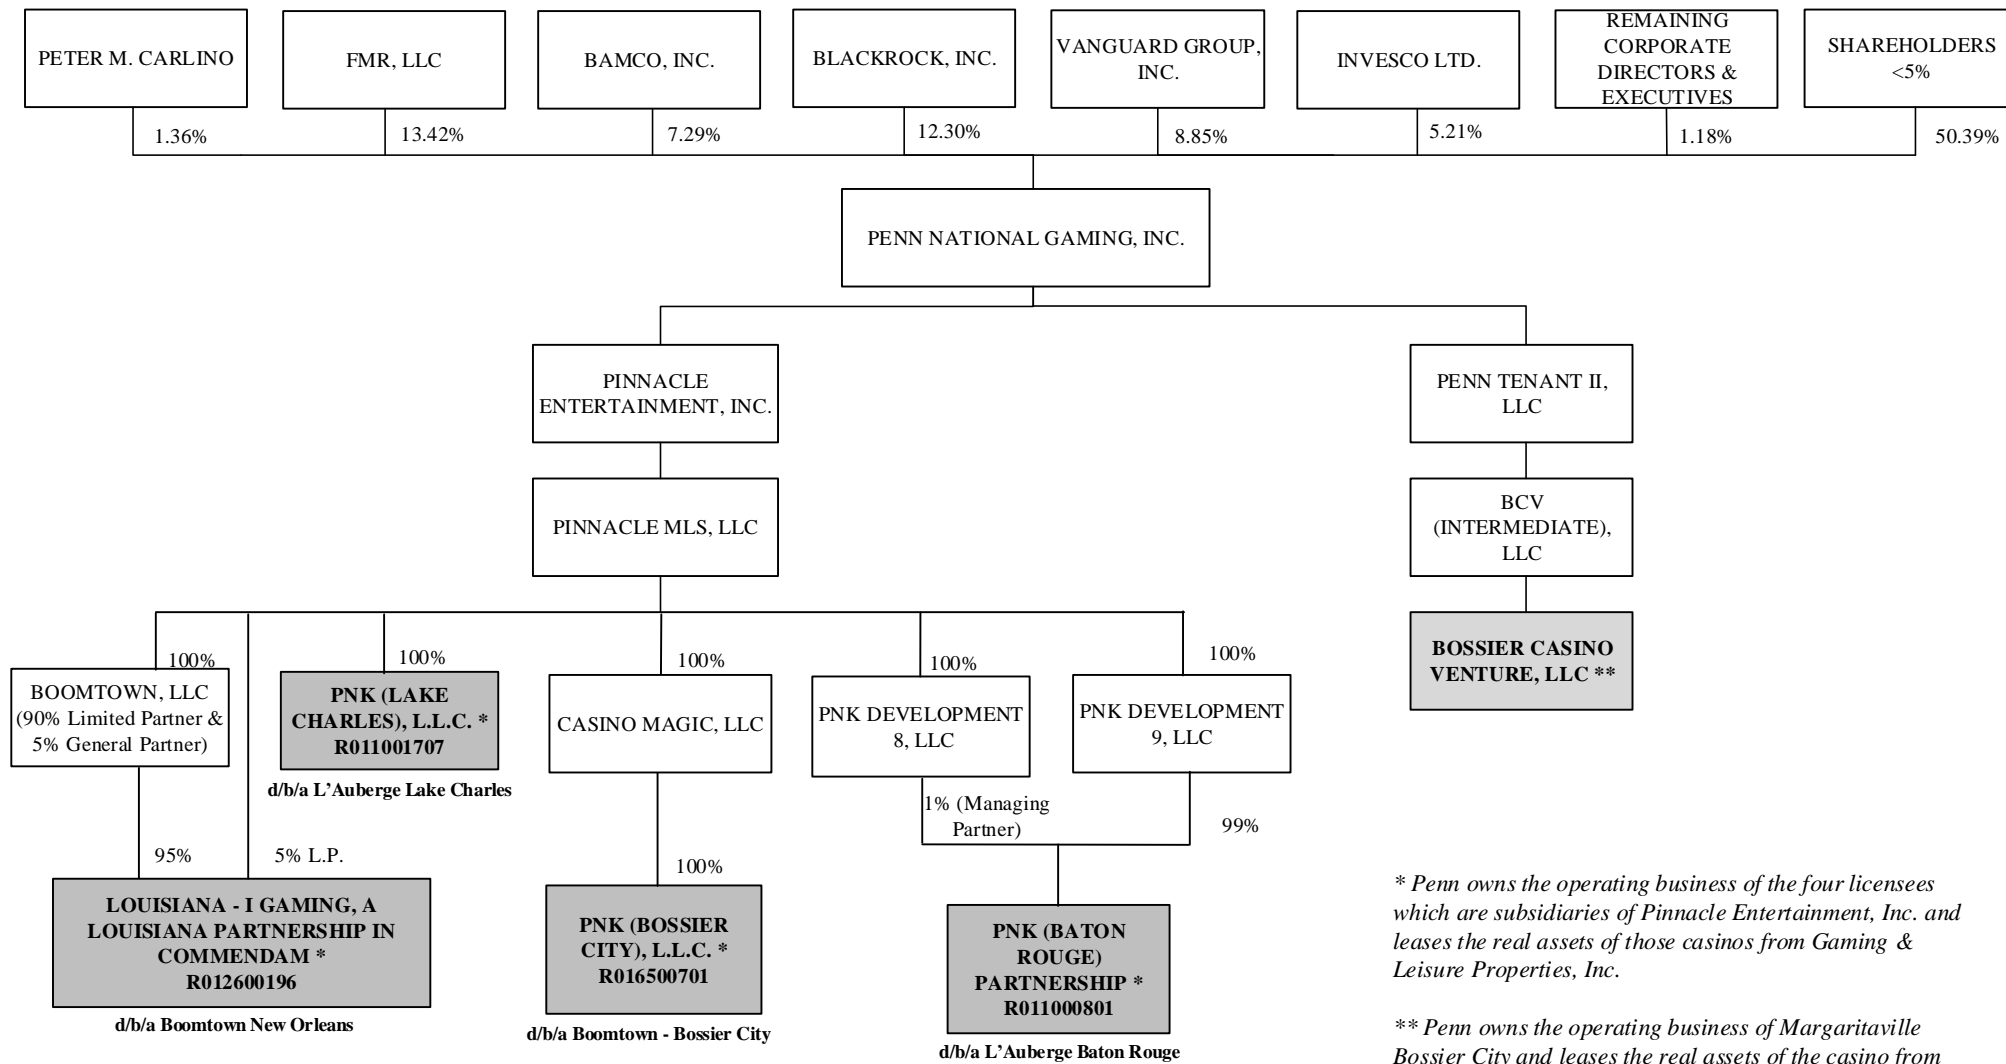 PETER M. CARLINO
FMR, LLC
BAMCO, INC.
BLACKROCK, INC.
VANGUARD GROUP,
INC.
INVESCO LTD.
REMAINING
CORPORATE
DIRECTORS &
EXECUTIVES
SHAREHOLDERS
<5%
1.36%
13.42%
7.29%
12.30%
8.85%
5.21%
1.18%
50.39%
PENN NATIONAL GAMING, INC.
PINNACLE
ENTERTAINMENT, INC.
PENN TENANT II,
LLC
PINNACLE MLS, LLC
BCV
(INTERMEDIATE),
LLC
100%
100%
100%
100%
100%
BOOMTOWN, LLC
(90% Limited Partner &
5% General Partner)
PNK (LAKE
CHARLES), L.L.C. *
R011001707
d/b/a L'Auberge Lake Charles
CASINO MAGIC, LLC
PNK DEVELOPMENT
8, LLC
PNK DEVELOPMENT
9, LLC
BOSSIER CASINO
VENTURE, LLC **
95%
5% L.P.
100%
1% (Managing
Partner)
99%
LOUISIANA - I GAMING, A
LOUISIANA PARTNERSHIP IN
COMMENDAM *
R012600196
d/b/a Boomtown New Orleans
PNK (BOSSIER
CITY), L.L.C. *
R016500701
d/b/a Boomtown - Bossier City
PNK (BATON
ROUGE)
PARTNERSHIP *
R011000801
d/b/a L'Auberge Baton Rouge
* Penn owns the operating business of the four licensees
which are subsidiaries of Pinnacle Entertainment, Inc. and
leases the real assets of those casinos from Gaming &
Leisure Properties, Inc.
** Penn owns the operating business of Margaritaville
Bossier City and leases the real assets of the casino from